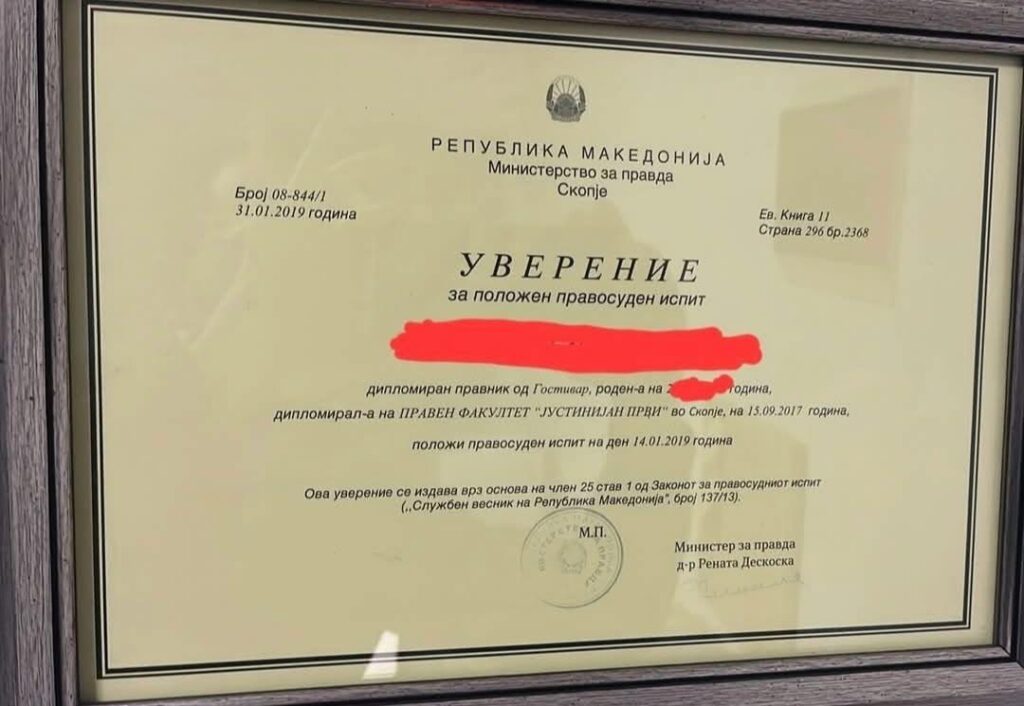 РЕПУБЛИКА МАКЕДОНИЈА
Министерство за правда
Скопје
Број 08-844/1
31.01.2019 година
Ев. Книга 11
Страна 296 бр.2368
УВЕРЕНИЕ
за положен правосуден испит
дипломиран правник од Гостивар, роден-а на година,
дипломирал-а на ПРАВЕН ФАКУЛТЕТ "ЈУСТИНИЈАН ПРВИ" во Скопје, на 15.09.2017 година,
положи правосуден испит на ден 14.01.2019 година
Ова уверение се издава врз основа на член 25 став 1 од Законот за правосудниот испит
(,,Службен весник на Република Македонија", број 137/13).
М.П.
Министер за правда
д-р Рената Дескоска